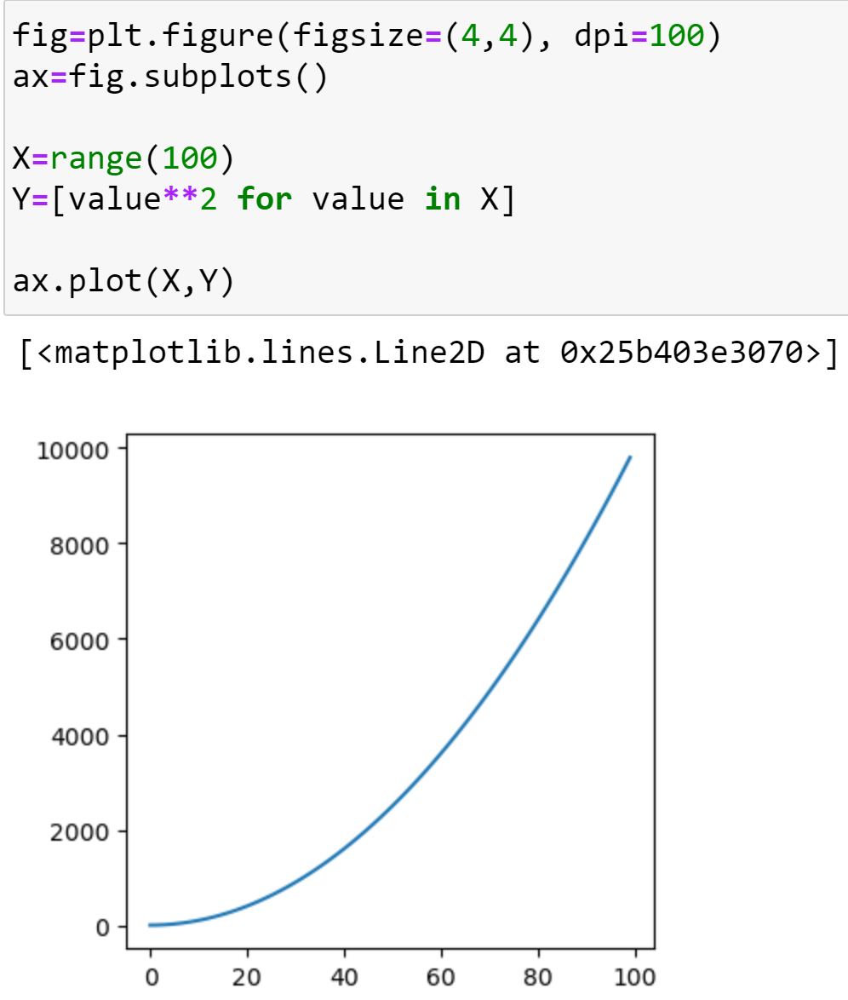 fig=plt.figure(figsize=(4,4), dpi=100)
ax=fig.subplots()
X=range(100)
Y=[value**2 for value in X]
ax.plot(X,Y)
[<matplotlib.lines.Line2D at 0x25b403e3070>]
10000
8000
6000
4000
2000
0
0 20 40 60 80 100